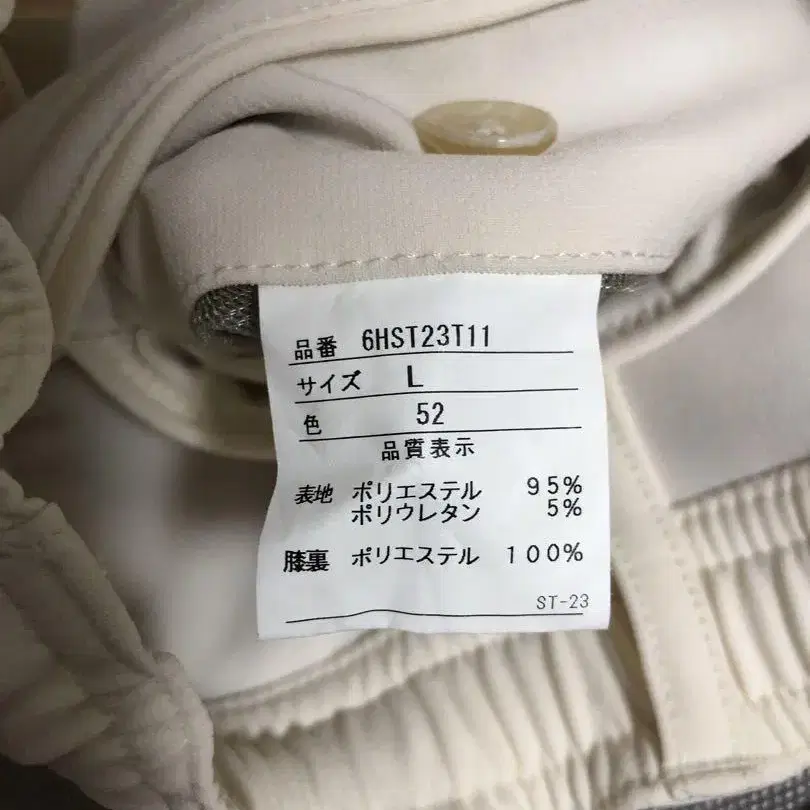 品番 6HST23T11
サイズ L
色 52
品質表示
表地 ポリエステル 95%
ポリウレタン 5%
膝裏 ポリエステル 100%
ST-23